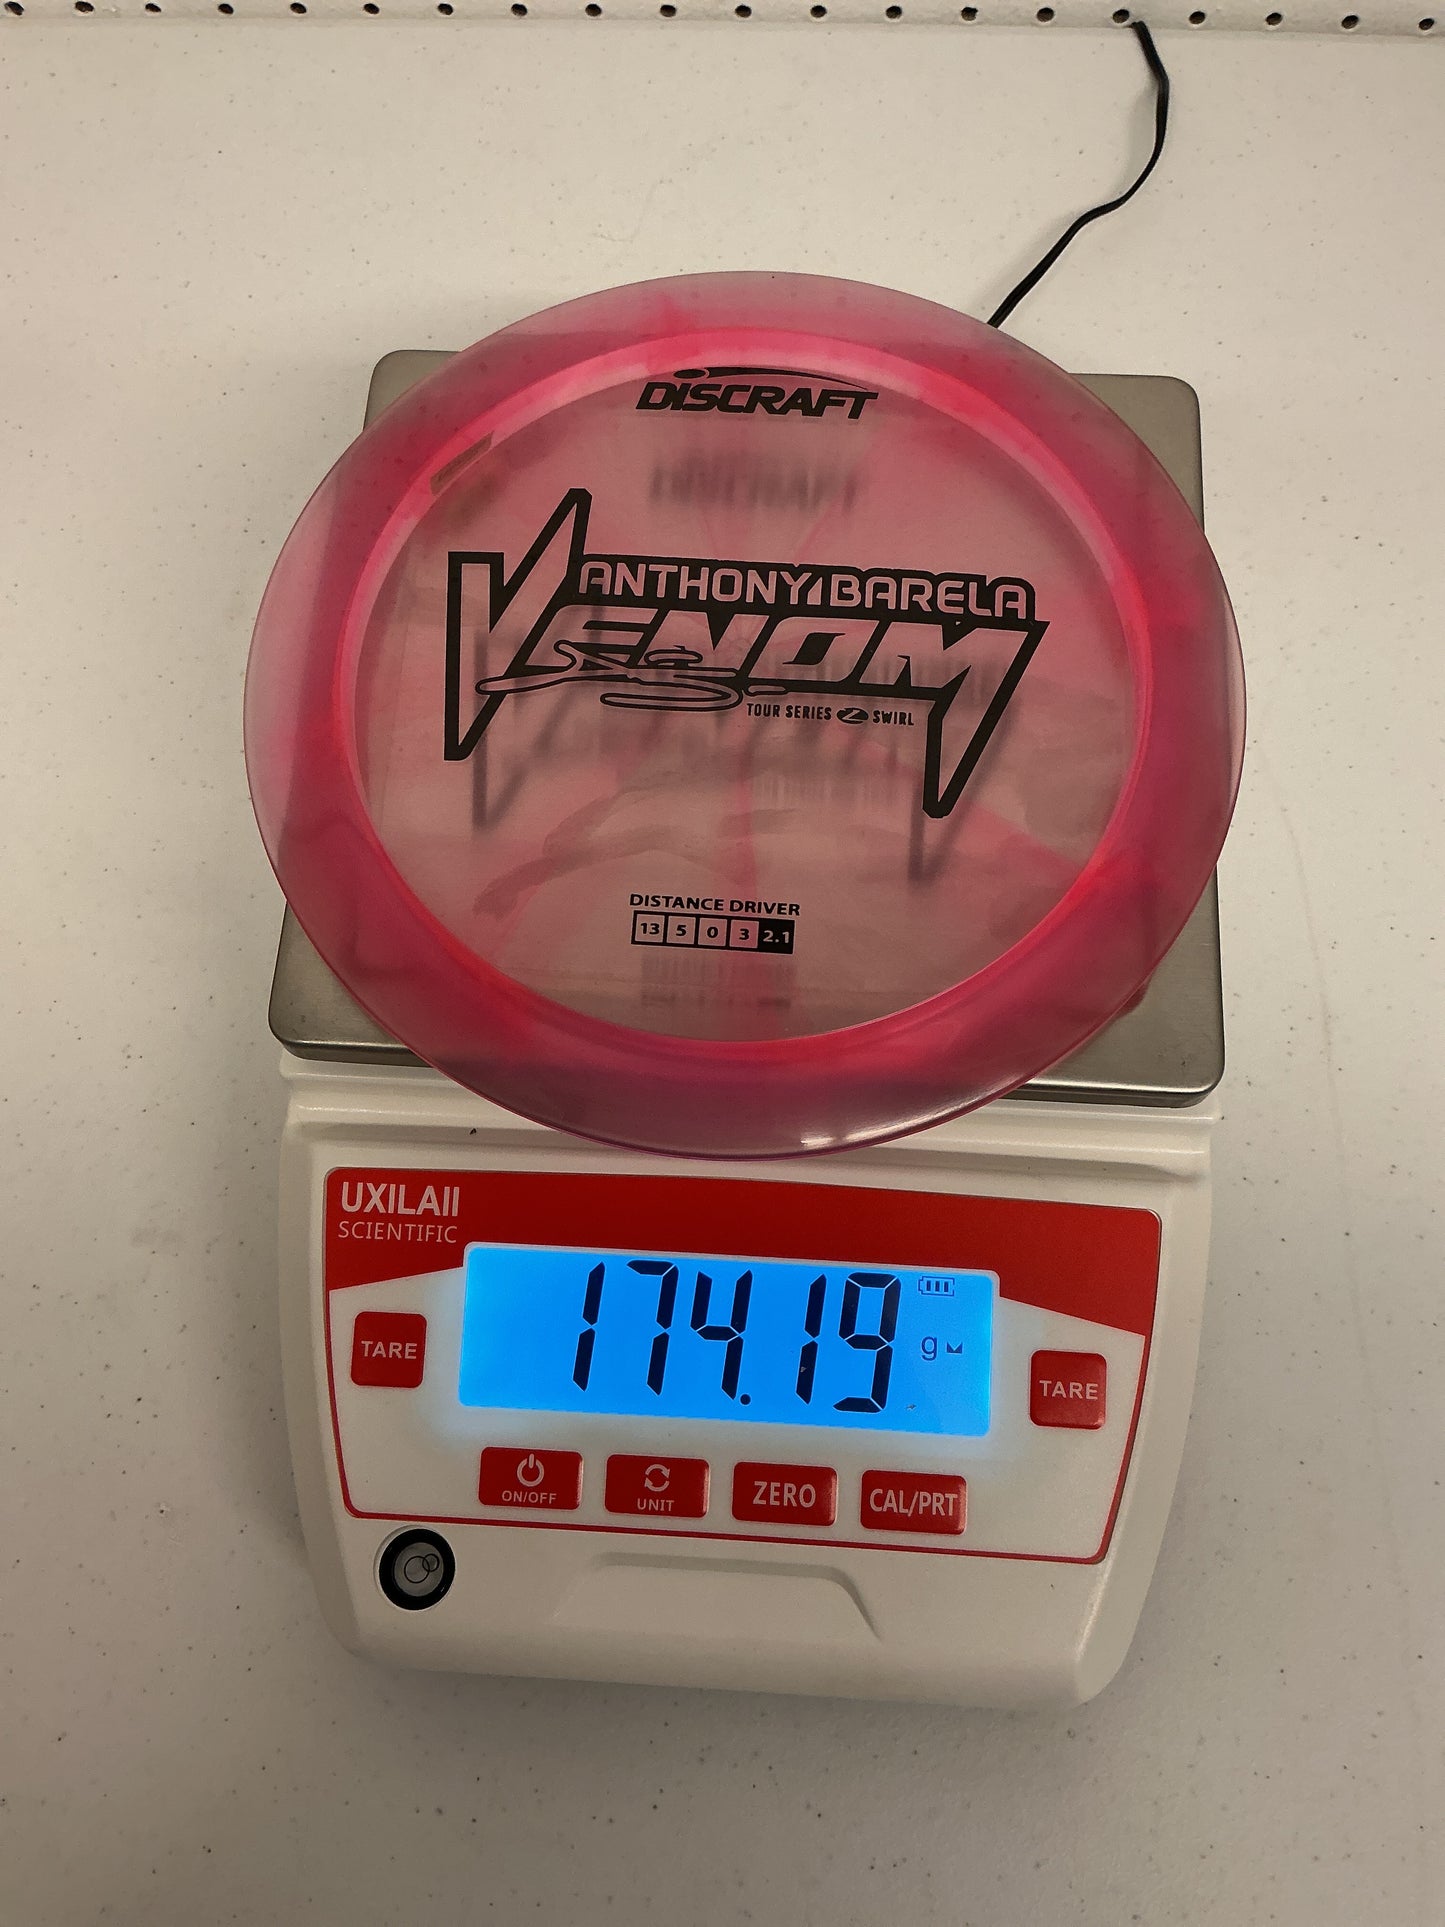 DISCRAFT
ANTHONY BARELA
VENOM
TOUR SERIES Z SWIRL
DISTANCE DRIVER
13 5 0 3 2.1
UXILAII
SCIENTIFIC
174.19
g
TARE
TARE
ON/OFF
UNIT
ZERO
CAL/PRT